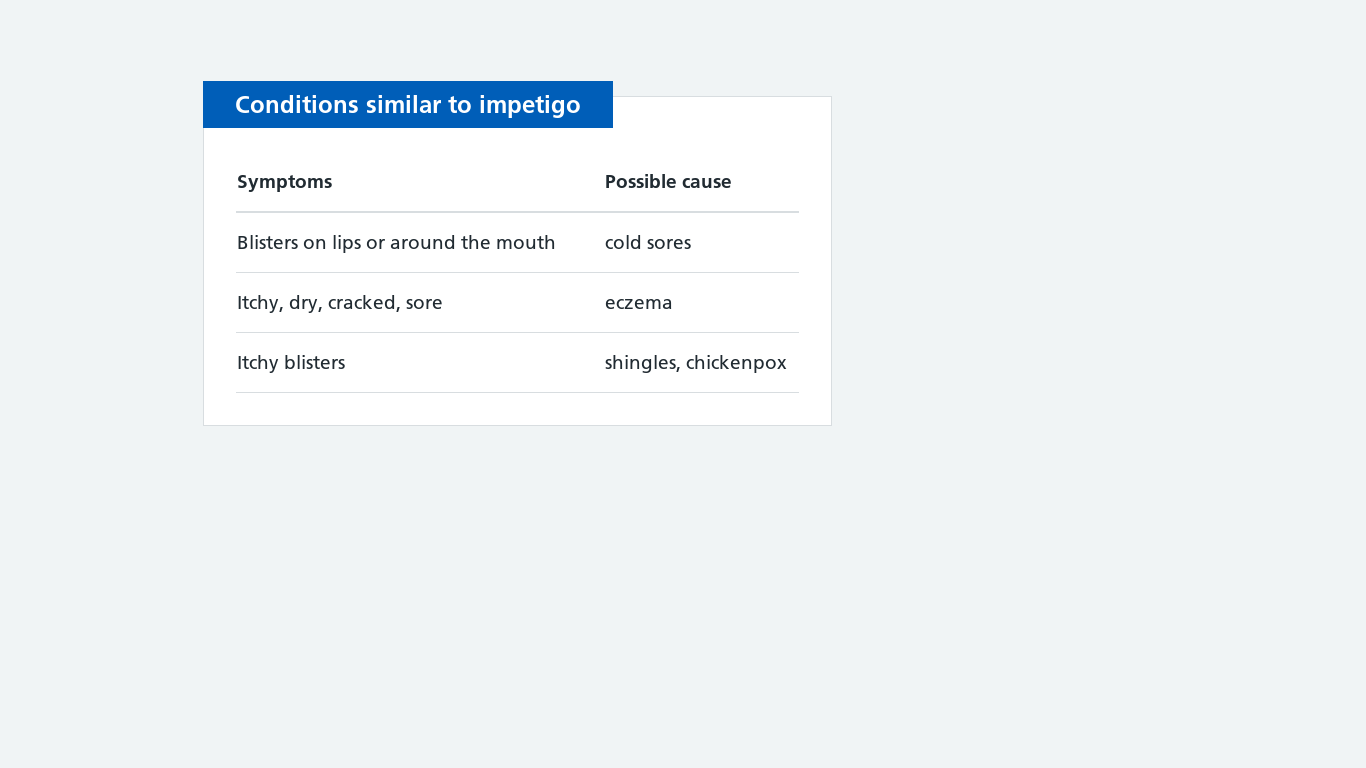 Conditions similar to impetigo
Symptoms Possible cause
Blisters on lips or around the mouth cold sores
Itchy, dry, cracked, sore eczema
Itchy blisters shingles, chickenpox